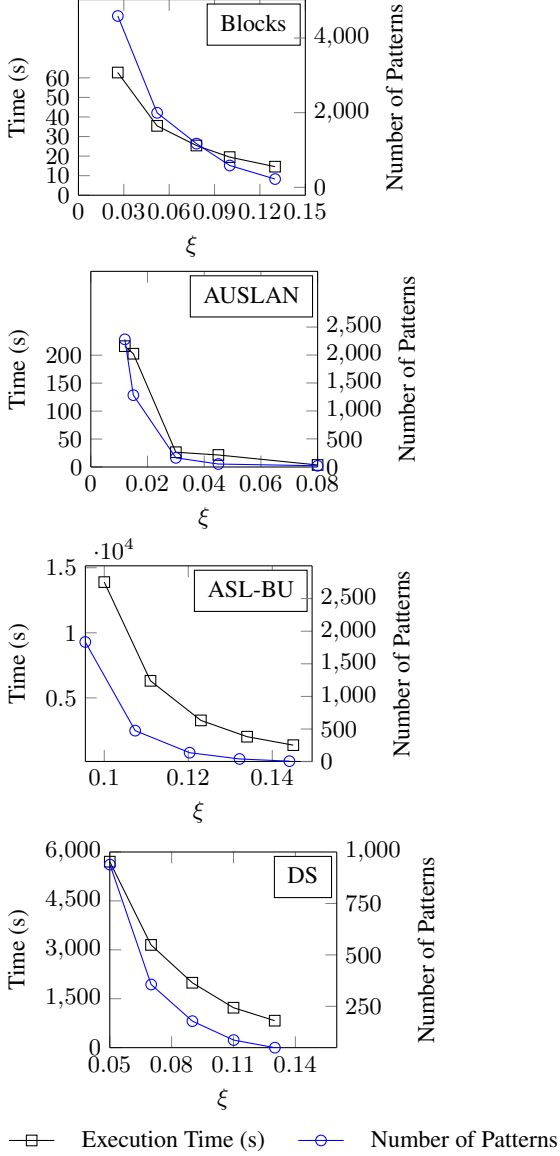 Blocks
Time (s)
60
50
40
30
20
10
0
4,000
2,000
0
Number of Patterns
0 0.03 0.06 0.09 0.12 0.15
ξ
AUSLAN
Time (s)
200
150
100
50
0
2,500
2,000
1,500
1,000
500
0
Number of Patterns
0 0.02 0.04 0.06 0.08
ξ
·10⁴
ASL-BU
Time (s)
1.5
1
0.5
2,500
2,000
1,500
1,000
500
0
Number of Patterns
0.1 0.12 0.14
ξ
DS
Time (s)
6,000
4,500
3,000
1,500
0
1,000
750
500
250
Number of Patterns
0.05 0.08 0.11 0.14
ξ
Execution Time (s) Number of Patterns